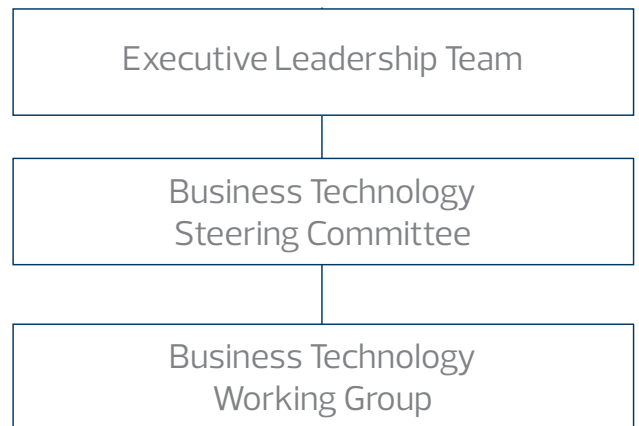 Executive Leadership Team
Business Technology
Steering Committee
Business Technology
Working Group